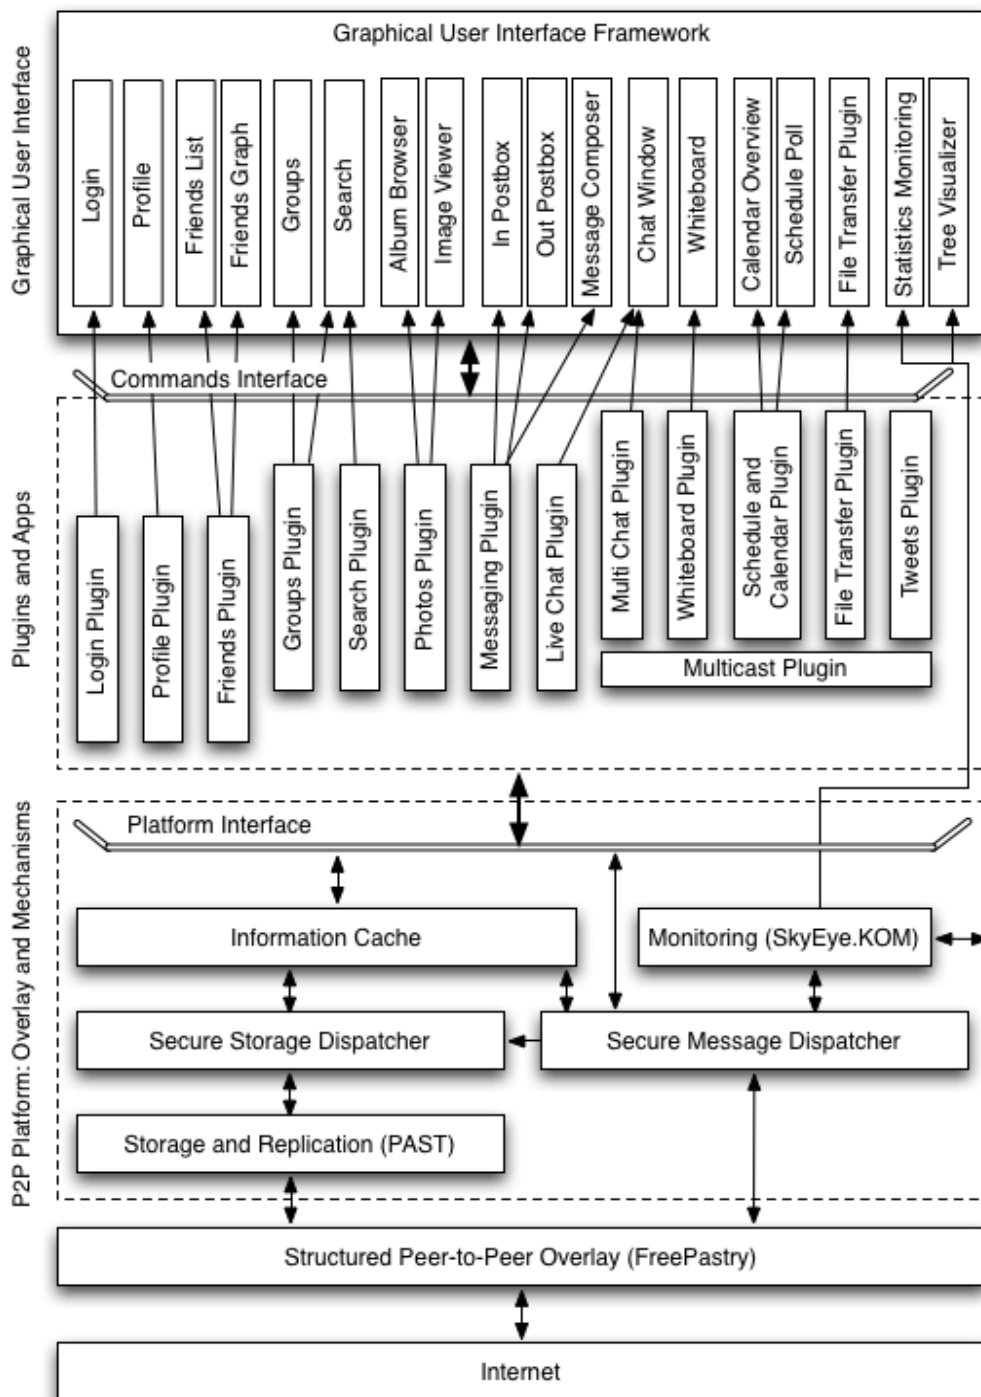 Graphical User Interface
Graphical User Interface Framework
Login
Profile
Friends List
Friends Graph
Groups
Search
Album Browser
Image Viewer
In Postbox
Out Postbox
Message Composer
Chat Window
Whiteboard
Calendar Overview
Schedule Poll
File Transfer Plugin
Statistics Monitoring
Tree Visualizer
Commands Interface
Plugins and Apps
Login Plugin
Profile Plugin
Friends Plugin
Groups Plugin
Search Plugin
Photos Plugin
Messaging Plugin
Live Chat Plugin
Multi Chat Plugin
Whiteboard Plugin
Schedule and
Calendar Plugin
File Transfer Plugin
Tweets Plugin
Multicast Plugin
P2P Platform: Overlay and Mechanisms
Platform Interface
Information Cache
Monitoring (SkyEye.KOM)
Secure Storage Dispatcher
Secure Message Dispatcher
Storage and Replication (PAST)
Structured Peer-to-Peer Overlay (FreePastry)
Internet